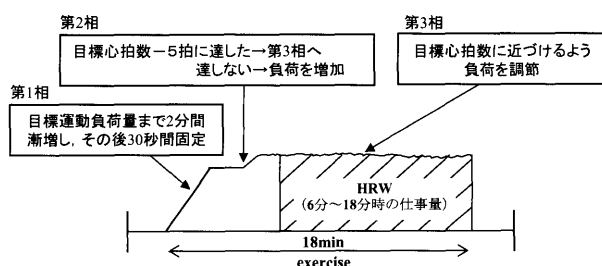 第1相
目標運動負荷量まで2分間
漸増し，その後30秒間固定
第2相
目標心拍数－5拍に達した→第3相へ
達しない→負荷を増加
第3相
目標心拍数に近づけるよう
負荷を調節
HRW
（6分～18分時の仕事量）
18min
exercise